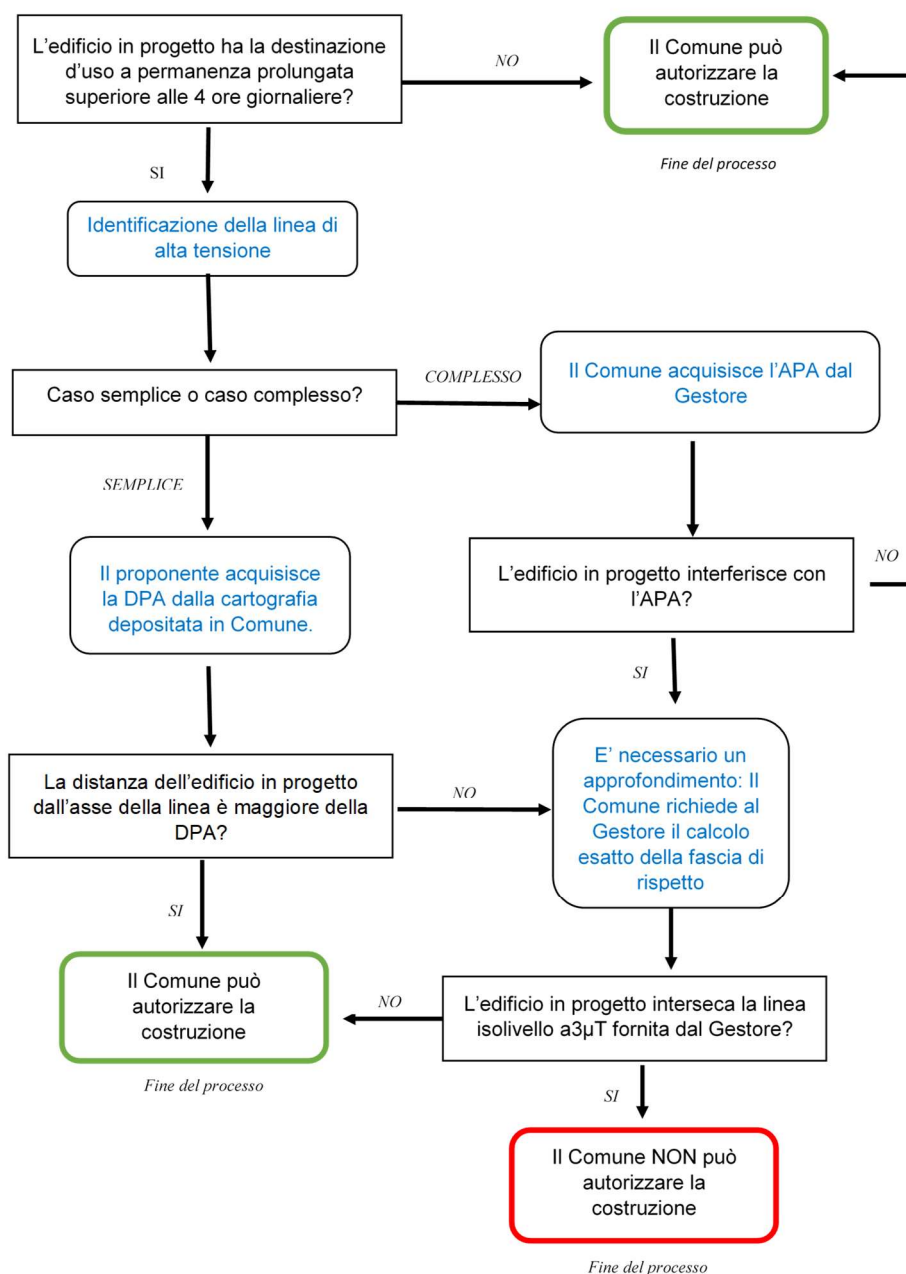 L’edificio in progetto ha la destinazione
d’uso a permanenza prolungata
superiore alle 4 ore giornaliere?
NO
Il Comune può
autorizzare la
costruzione
Fine del processo
SI
Identificazione della linea di
alta tensione
Caso semplice o caso complesso?
COMPLESSO
Il Comune acquisisce l’APA dal
Gestore
SEMPLICE
Il proponente acquisisce
la DPA dalla cartografia
depositata in Comune.
L’edificio in progetto interferisce con
l’APA?
NO
SI
La distanza dell’edificio in progetto
dall’asse della linea è maggiore della
DPA?
NO
E’ necessario un
approfondimento: Il
Comune richiede al
Gestore il calcolo
esatto della fascia di
rispetto
SI
Il Comune può
autorizzare la
costruzione
Fine del processo
NO
L’edificio in progetto interseca la linea
isolivello a3µT fornita dal Gestore?
SI
Il Comune NON può
autorizzare la
costruzione
Fine del processo